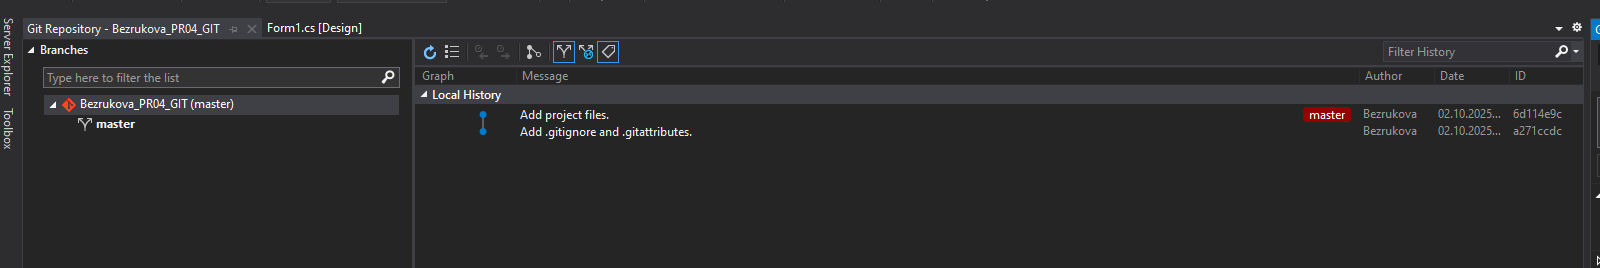 Server Explorer
Toolbox
Git Repository - Bezrukova_PR04_GIT
Form1.cs [Design]
Branches
Type here to filter the list
Bezrukova_PR04_GIT (master)
master
Filter History
Graph Message Author Date ID
Local History
Add project files. master Bezrukova 02.10.2025... 6d114e9c
Add .gitignore and .gitattributes. Bezrukova 02.10.2025... a271ccdc